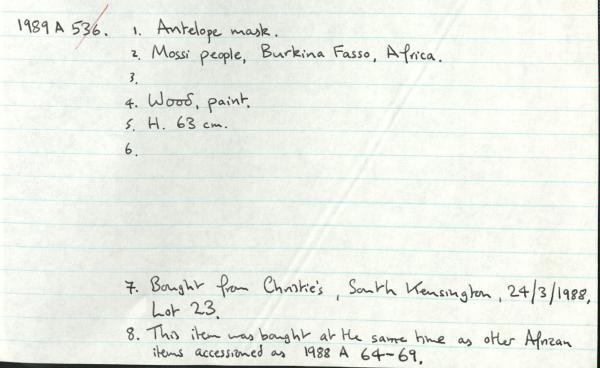 1989 A 536. 1. Antelope mask.
2. Mossi people, Burkina Fasso, Africa.
3.
4. Wood, paint.
5. H. 63 cm.
6.
7. Bought from Christie's, South Kensington, 24/3/1988,
Lot 23.
8. This item was bought at the same time as other African
items accessioned as 1988 A 64-69.